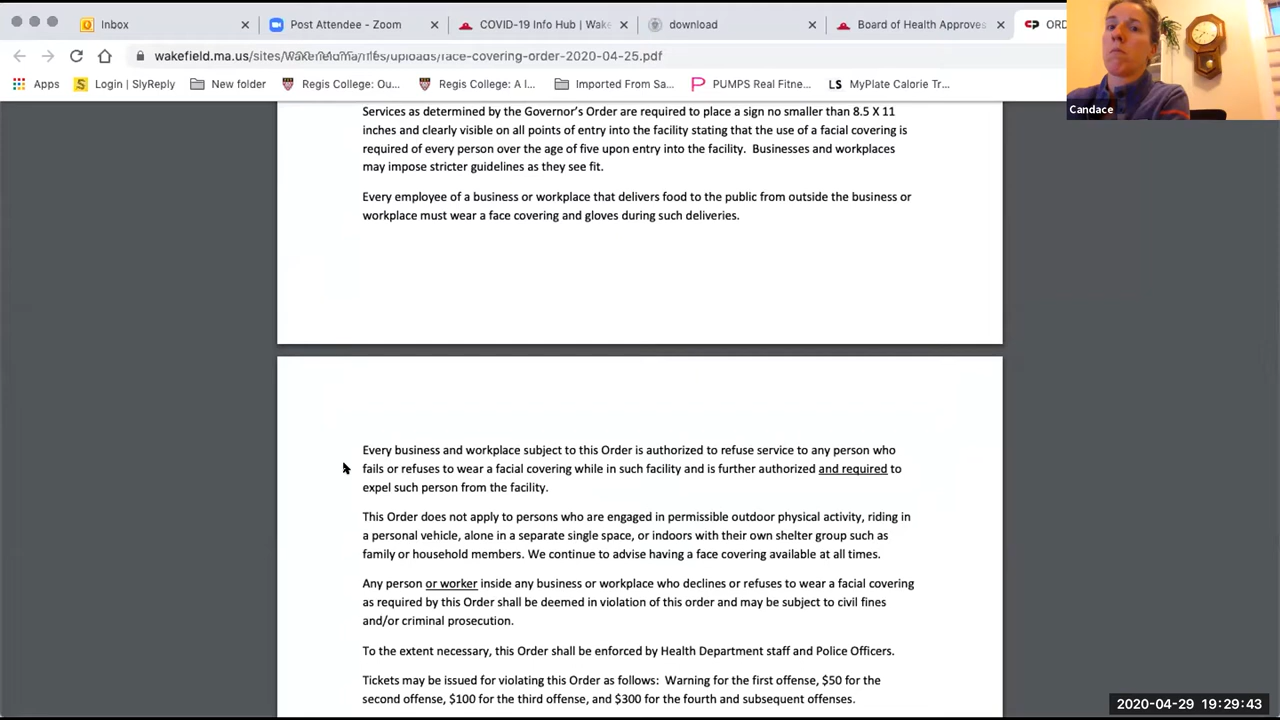 Inbox
Post Attendee - Zoom
COVID-19 Info Hub | Wake
download
Board of Health Approves
ORD
wakefield.ma.us/sites/
/uploads/face-covering-order-2020-04-25.pdf
Apps
Login | SlyReply
New folder
Regis College: Ou...
Regis College: A l...
Imported From Sa...
PUMPS Real Fitne...
LS MyPlate Calorie Tr...
Candace
Services as determined by the Governor's Order are required to place a sign no smaller than 8.5 X 11
inches and clearly visible on all points of entry into the facility stating that the use of a facial covering is
required of every person over the age of five upon entry into the facility. Businesses and workplaces
may impose stricter guidelines as they see fit.
Every employee of a business or workplace that delivers food to the public from outside the business or
workplace must wear a face covering and gloves during such deliveries.
Every business and workplace subject to this Order is authorized to refuse service to any person who
fails or refuses to wear a facial covering while in such facility and is further authorized and required to
expel such person from the facility.
This Order does not apply to persons who are engaged in permissible outdoor physical activity, riding in
a personal vehicle, alone in a separate single space, or indoors with their own shelter group such as
family or household members. We continue to advise having a face covering available at all times.
Any person or worker inside any business or workplace who declines or refuses to wear a facial covering
as required by this Order shall be deemed in violation of this order and may be subject to civil fines
and/or criminal prosecution.
To the extent necessary, this Order shall be enforced by Health Department staff and Police Officers.
Tickets may be issued for violating this Order as follows: Warning for the first offense, $50 for the
second offense, $100 for the third offense, and $300 for the fourth and subsequent offenses.
2020-04-29 19:29:43